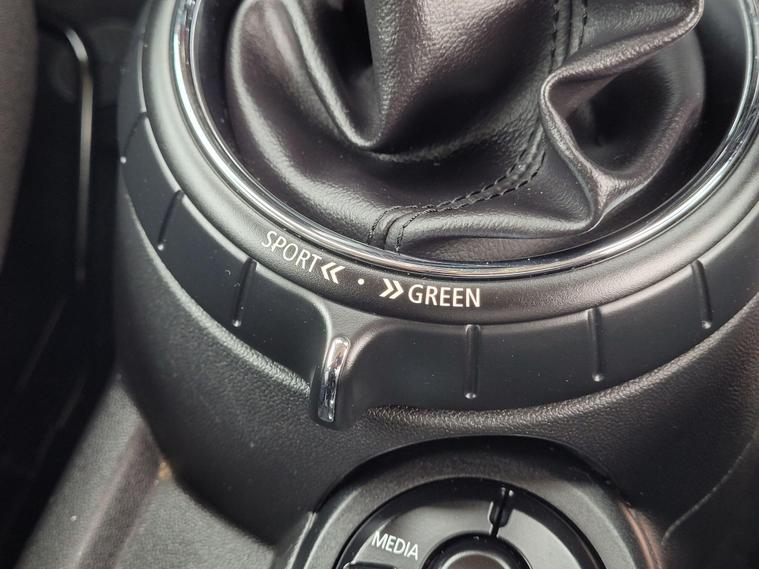 SPORT « · » GREEN
MEDIA